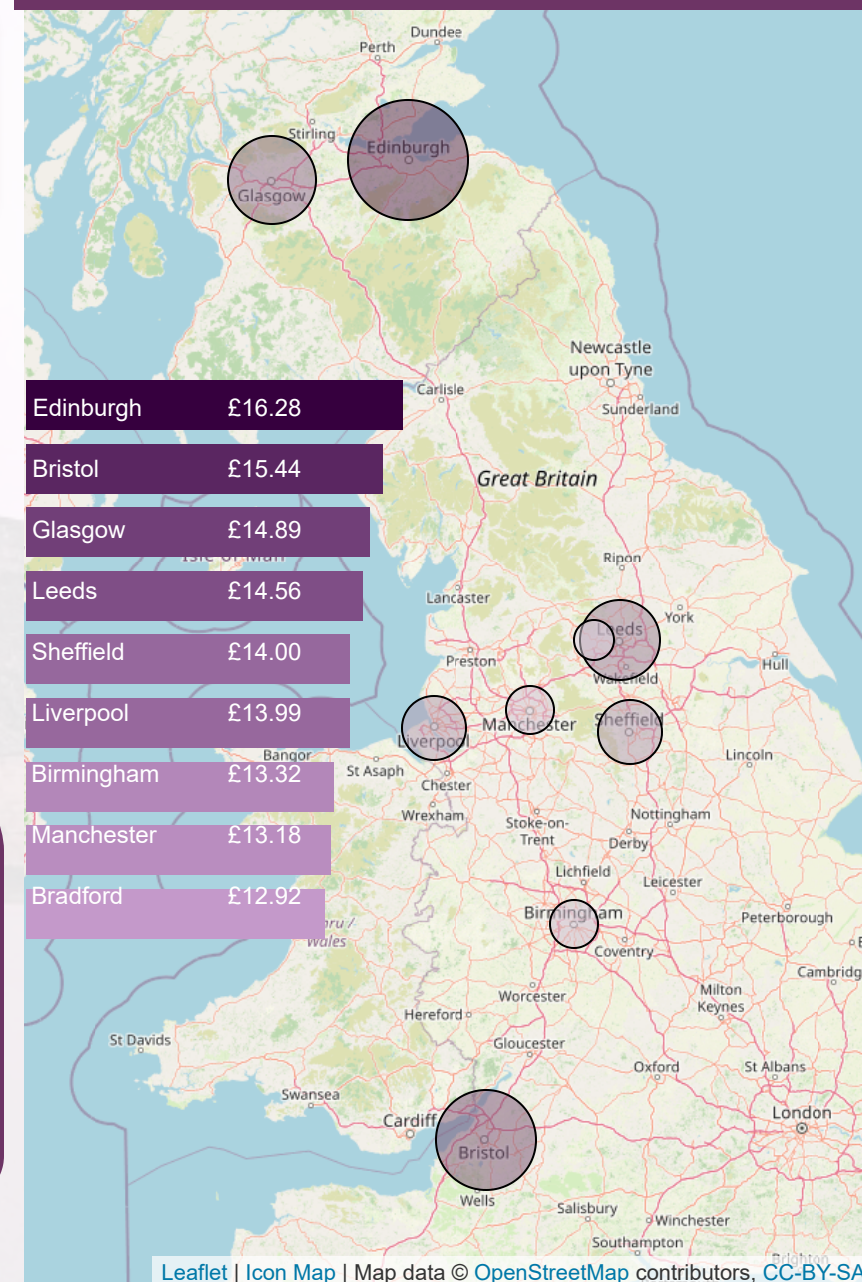 Dundee
Perth
Stirling
Edinburgh
Glasgow
Newcastle
upon Tyne
Carlisle
Sunderland
Edinburgh £16.28
Bristol £15.44
Great Britain
Glasgow £14.89
Isle of Man
Ripon
Leeds £14.56
Lancaster
York
Leeds
Sheffield £14.00
Preston
Hull
Wakefield
Liverpool £13.99
Manchester
Sheffield
Liverpool
Bangor
St Asaph
Lincoln
Birmingham £13.32
Chester
Wrexham
Nottingham
Stoke-on-
Trent
Derby
Manchester £13.18
Lichfield
Leicester
Bradford £12.92
Birmingham
Peterborough
Wales
Coventry
Cambridg
Worcester
Milton
Keynes
Hereford
St Davids
Gloucester
Oxford
St Albans
Swansea
Cardiff
London
Bristol
Wells
Salisbury
Winchester
Southampton
Brighton
Leaflet | Icon Map | Map data © OpenStreetMap contributors, CC-BY-SA